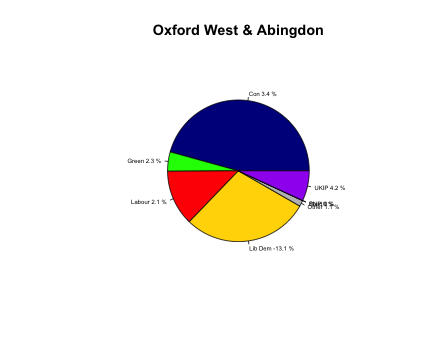 Oxford West & Abingdon
Con 3.4 %
Green 2.3 %
Labour 2.1 %
UKIP 4.2 %
Other 1.1 %
Lib Dem -13.1 %